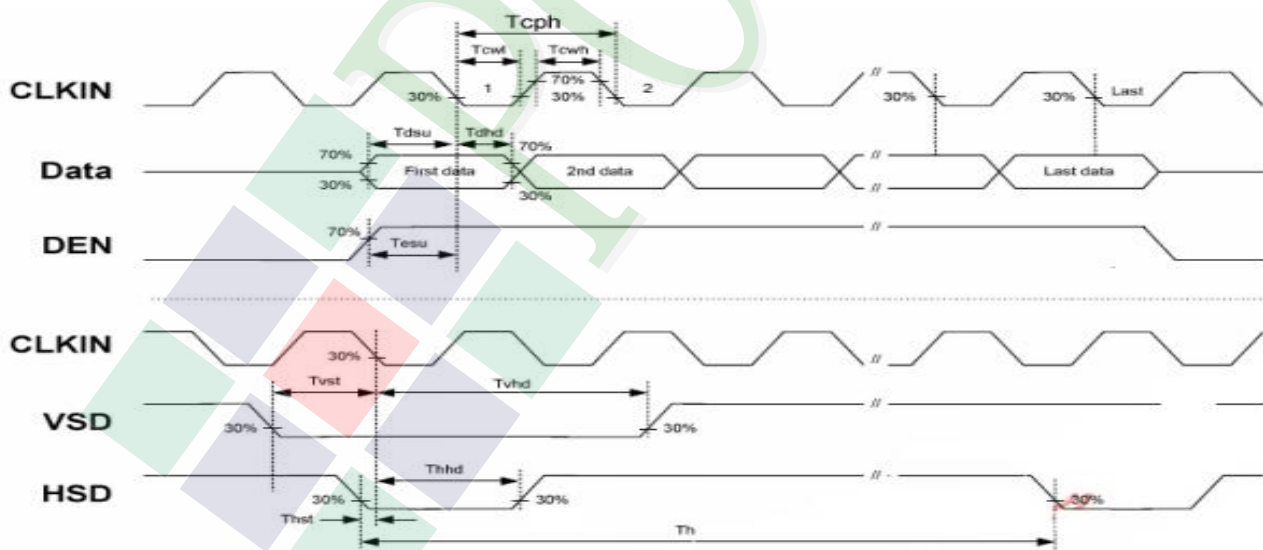 Tcph
Tcwl Tcwh
CLKIN 30% 1 70% 30% 2 30% 30% Last
Tdsu Tdhd
Data 70% 30% First data 70% 30% 2nd data Last data
DEN 70% Tesu
CLKIN 30%
Tvst Tvhd
VSD 30% 30%
Thhd
HSD 30% 30% 30%
Thst
Th